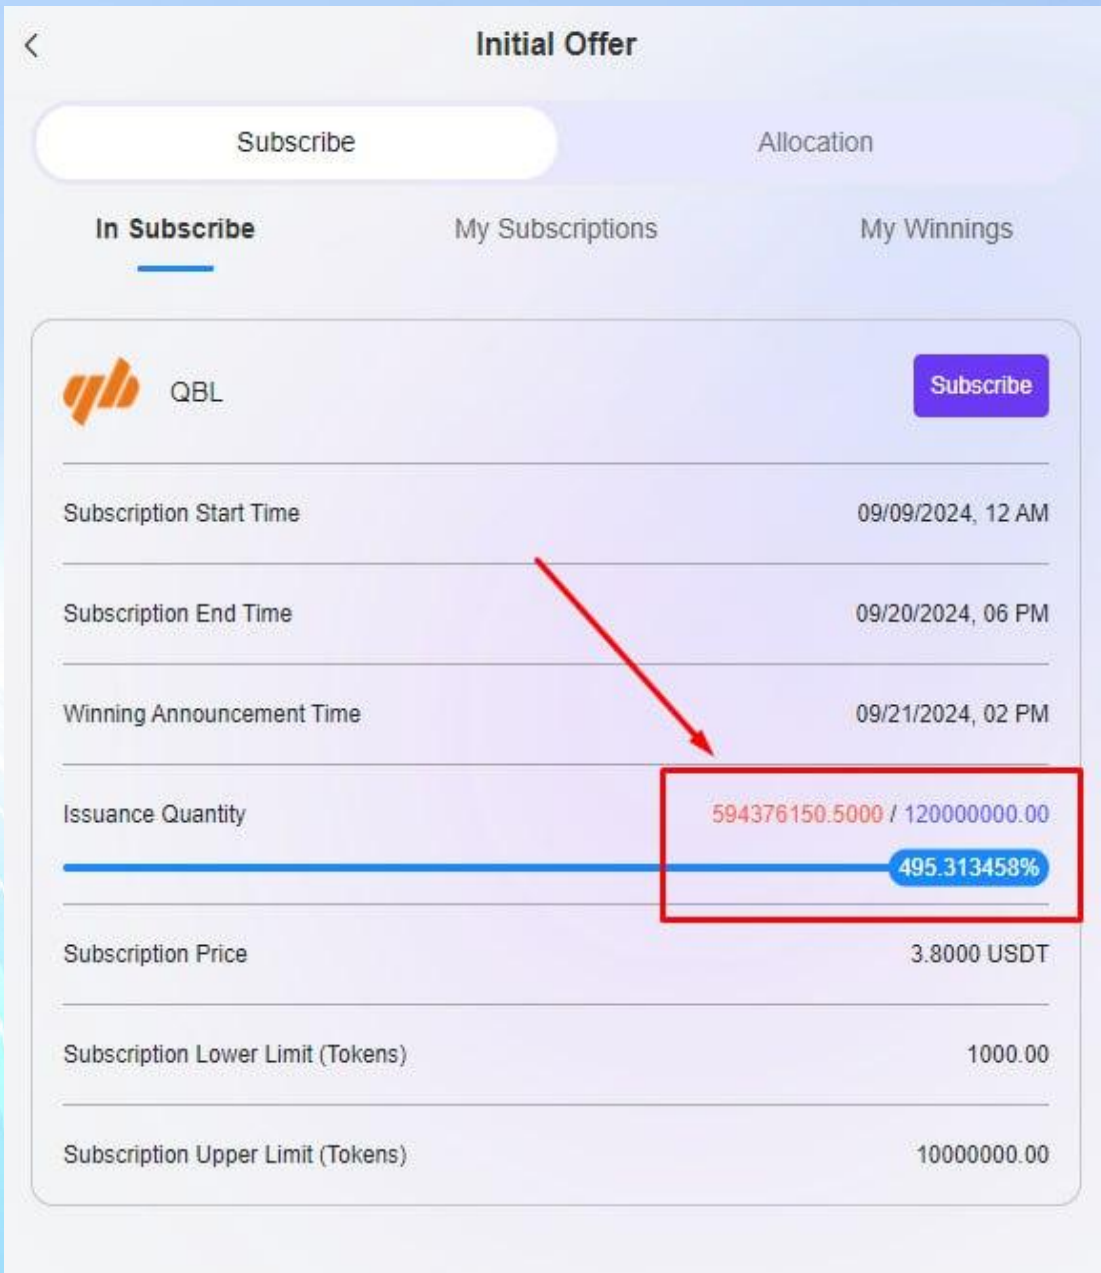 Initial Offer
Subscribe Allocation
In Subscribe My Subscriptions My Winnings
qb QBL Subscribe
Subscription Start Time 09/09/2024, 12 AM
Subscription End Time 09/20/2024, 06 PM
Winning Announcement Time 09/21/2024, 02 PM
Issuance Quantity 594376150.5000 / 120000000.00
495.313458%
Subscription Price 3.8000 USDT
Subscription Lower Limit (Tokens) 1000.00
Subscription Upper Limit (Tokens) 10000000.00